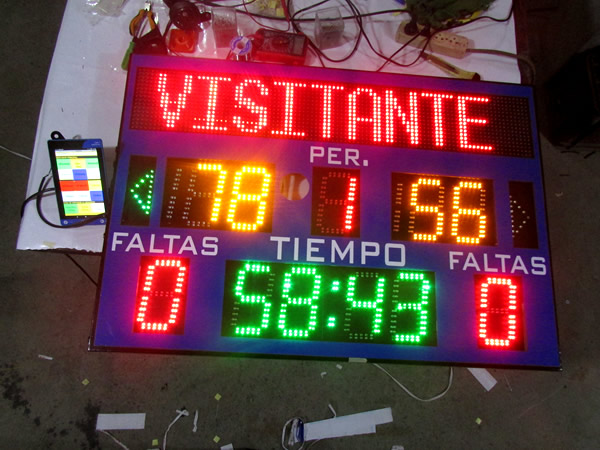 VISITANTE
PER.
78 1 56
FALTAS TIEMPO FALTAS
0 58:43 0